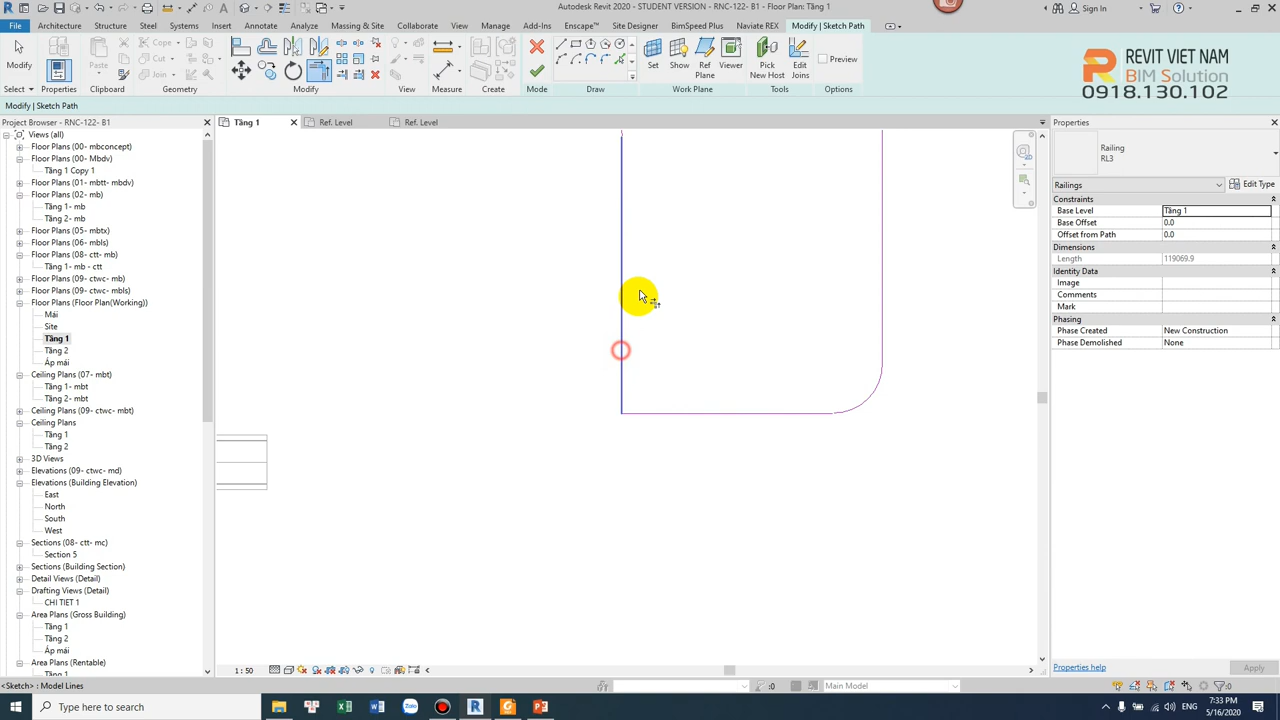 Autodesk Revit 2020 - STUDENT VERSION - RNC-122- B1 - Floor Plan: Tầng 1
Sign In
File Architecture Structure Steel Systems Insert Annotate Analyze Massing & Site Collaborate View Manage Add-Ins Enscape™ Site Designer BimSpeed Plus Naviate REX Modify | Sketch Path
Modify Paste Cope Cut Join Set Show Ref Plane Viewer Pick New Host Edit Joins Preview
Select Properties Clipboard Geometry Modify View Measure Create Mode Draw Work Plane Tools Options
REVIT VIET NAM
BIM Solution
0918.130.102
Modify | Sketch Path
Project Browser - RNC-122- B1
Tầng 1 Ref. Level Ref. Level
Views (all)
Floor Plans (00- mbconcept)
Floor Plans (00- Mbdv)
Tầng 1 Copy 1
Floor Plans (01- mbtt- mbdv)
Floor Plans (02- mb)
Tầng 1- mb
Tầng 2- mb
Floor Plans (05- mbtx)
Floor Plans (06- mbls)
Floor Plans (08- ctt- mb)
Tầng 1- mb - ctt
Floor Plans (09- ctwc- mb)
Floor Plans (09- ctwc- mbls)
Floor Plans (Floor Plan(Working))
Mái
Site
Tầng 1
Tầng 2
Áp mái
Ceiling Plans (07- mbt)
Tầng 1- mbt
Tầng 2- mbt
Ceiling Plans (09- ctwc- mbt)
Ceiling Plans
Tầng 1
Tầng 2
3D Views
Elevations (09- ctwc- md)
Elevations (Building Elevation)
East
North
South
West
Sections (08- ctt- mc)
Section 5
Sections (Building Section)
Detail Views (Detail)
Drafting Views (Detail)
CHI TIET 1
Area Plans (Gross Building)
Tầng 1
Tầng 2
Áp mái
Area Plans (Rentable)
Tầng 1
Properties
Railing
RL3
Railings Edit Type
Constraints
Base Level Tầng 1
Base Offset 0.0
Offset from Path 0.0
Dimensions
Length 119069.9
Identity Data
Image
Comments
Mark
Phasing
Phase Created New Construction
Phase Demolished None
Properties help Apply
1 : 50
<Sketch> : Model Lines
:0 Main Model :0
Type here to search
ENG
7:33 PM
5/16/2020